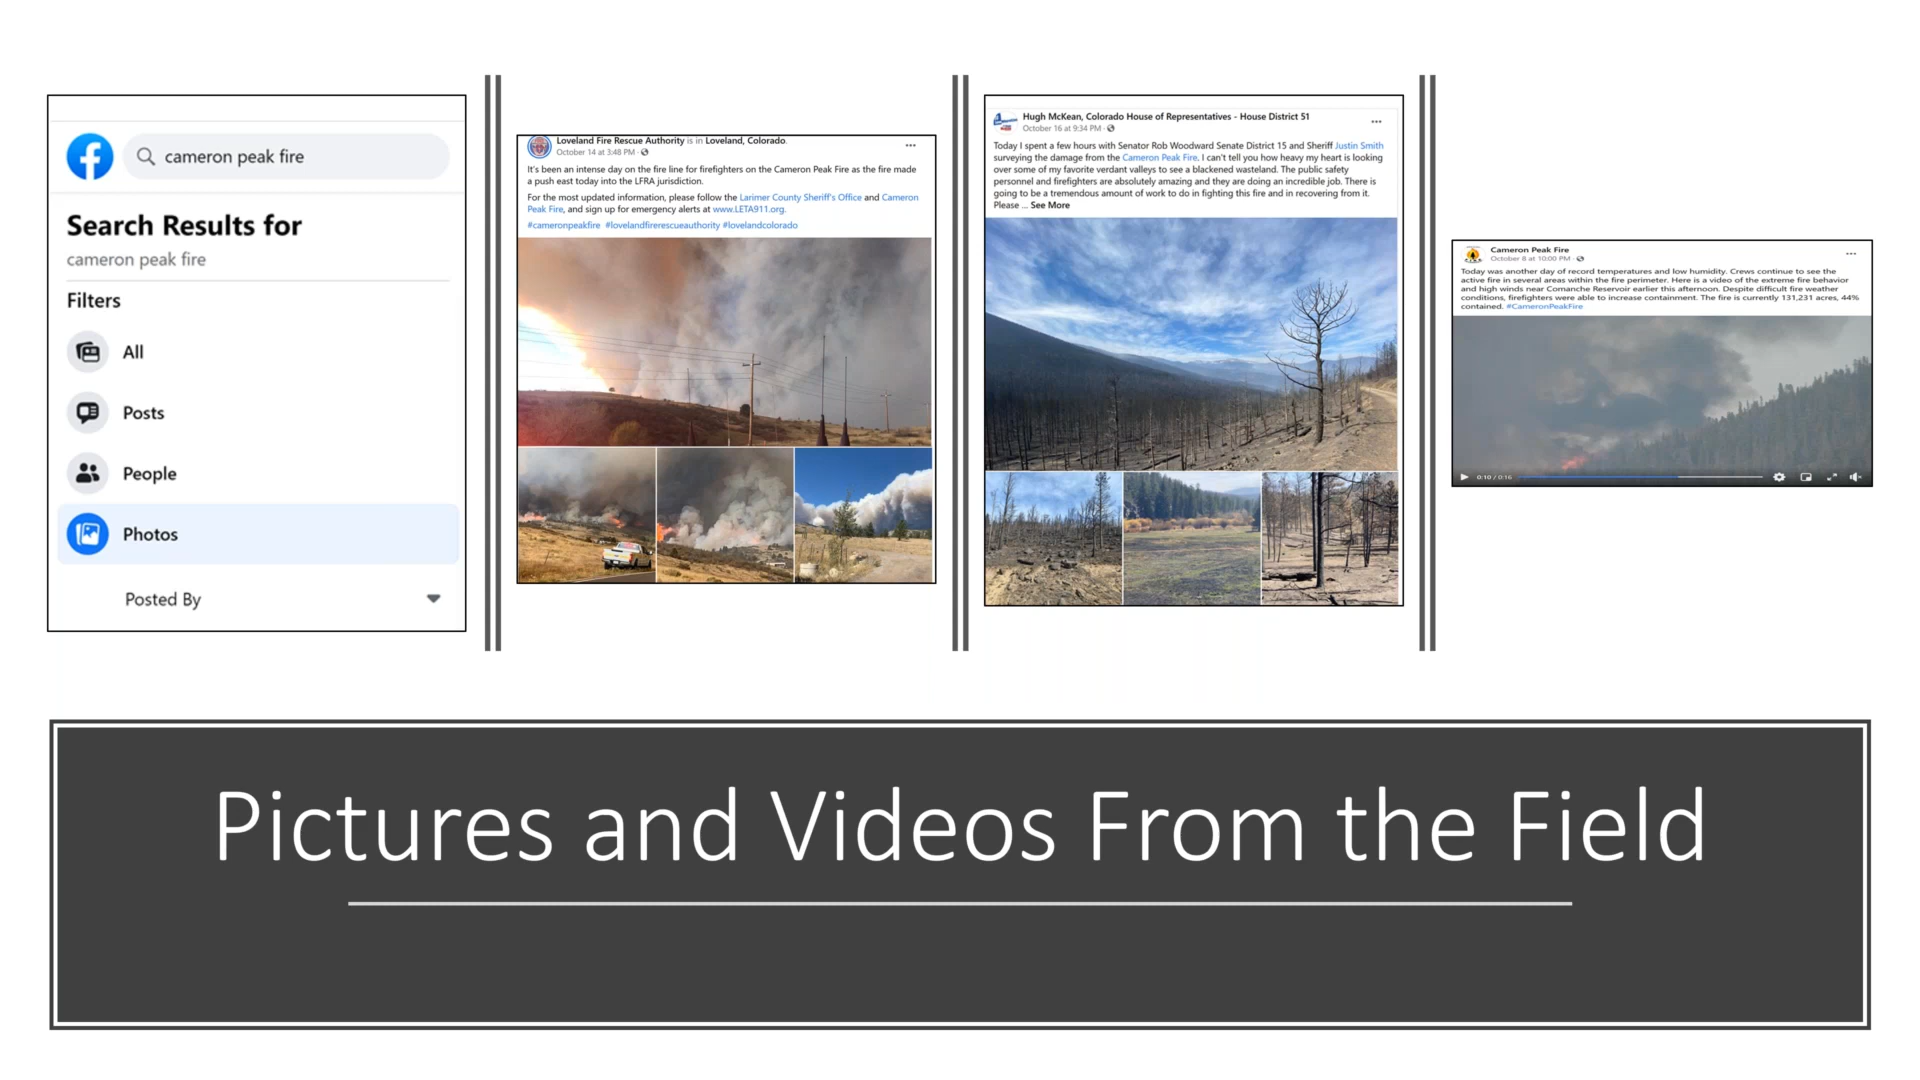 cameron peak fire
Search Results for
cameron peak fire
Filters
All
Posts
People
Photos
Posted By
Loveland Fire Rescue Authority is in Loveland, Colorado.
October 14 at 3:48 PM ·
It's been an intense day on the fire line for firefighters on the Cameron Peak Fire as the fire made
a push east today into the LFRA jurisdiction.
For the most updated information, please follow the Larimer County Sheriff's Office and Cameron
Peak Fire, and sign up for emergency alerts at www.LETA911.org.
#cameronpeakfire #lovelandfirerescueauthority #lovelandcolorado
Hugh McKean, Colorado House of Representatives - House District 51
October 16 at 9:34 PM ·
Today I spent a few hours with Senator Rob Woodward Senate District 15 and Sheriff Justin Smith
surveying the damage from the Cameron Peak Fire. I can't tell you how heavy my heart is looking
over some of my favorite verdant valleys to see a blackened wasteland. The public safety
personnel and firefighters are absolutely amazing and they are doing an incredible job. There is
going to be a tremendous amount of work to do in fighting this fire and in recovering from it.
Please ... See More
Cameron Peak Fire
October 8 at 10:00 PM ·
Today was another day of record temperatures and low humidity. Crews continue to see the
active fire in several areas within the fire perimeter. Here is a video of the extreme fire behavior
and high winds near Comanche Reservoir earlier this afternoon. Despite difficult fire weather
conditions, firefighters were able to increase containment. The fire is currently 131,231 acres, 44%
contained. #CameronPeakFire
0:10 / 0:16
Pictures and Videos From the Field